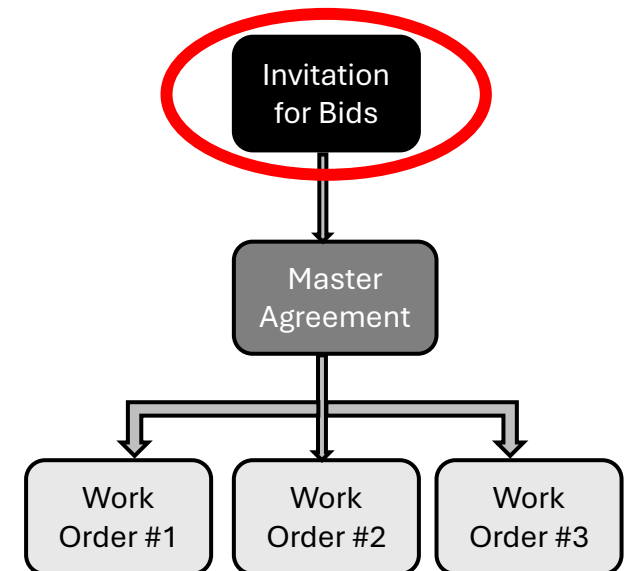 Invitation
for Bids
Master
Agreement
Work
Order #1
Work
Order #2
Work
Order #3